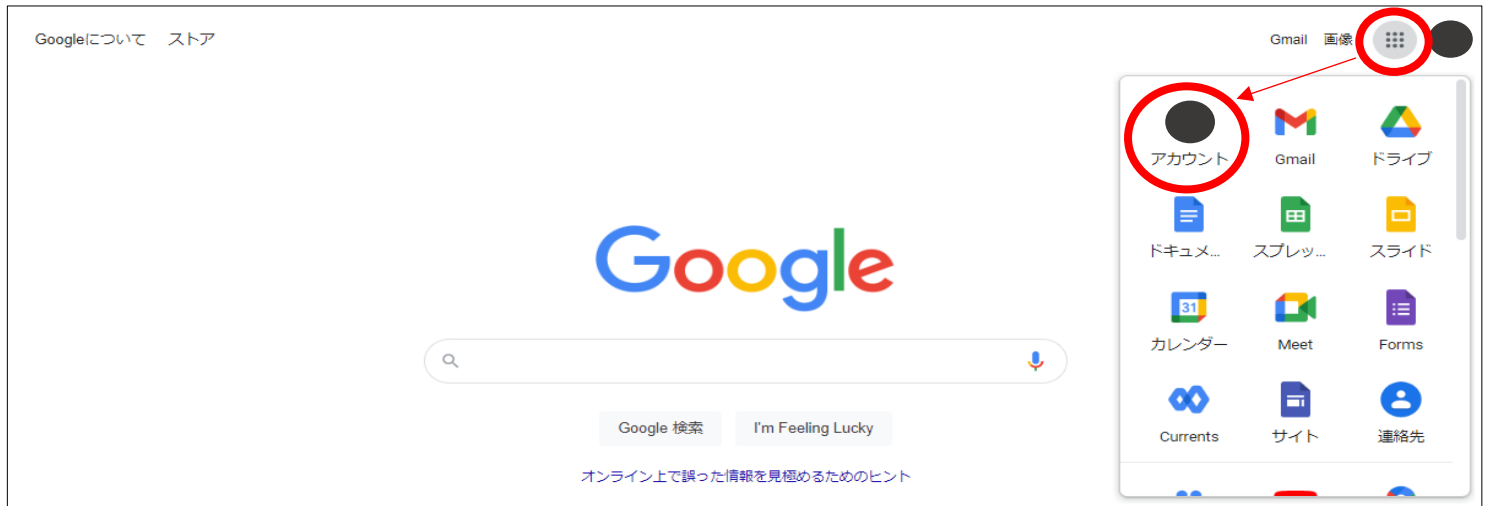 Googleについて ストア
Gmail 画像
アカウント Gmail ドライブ
ドキュメ... スプレッ... スライド
Google
31
カレンダー Meet Forms
Currents サイト 連絡先
Google 検索 I'm Feeling Lucky
オンライン上で誤った情報を見極めるためのヒント